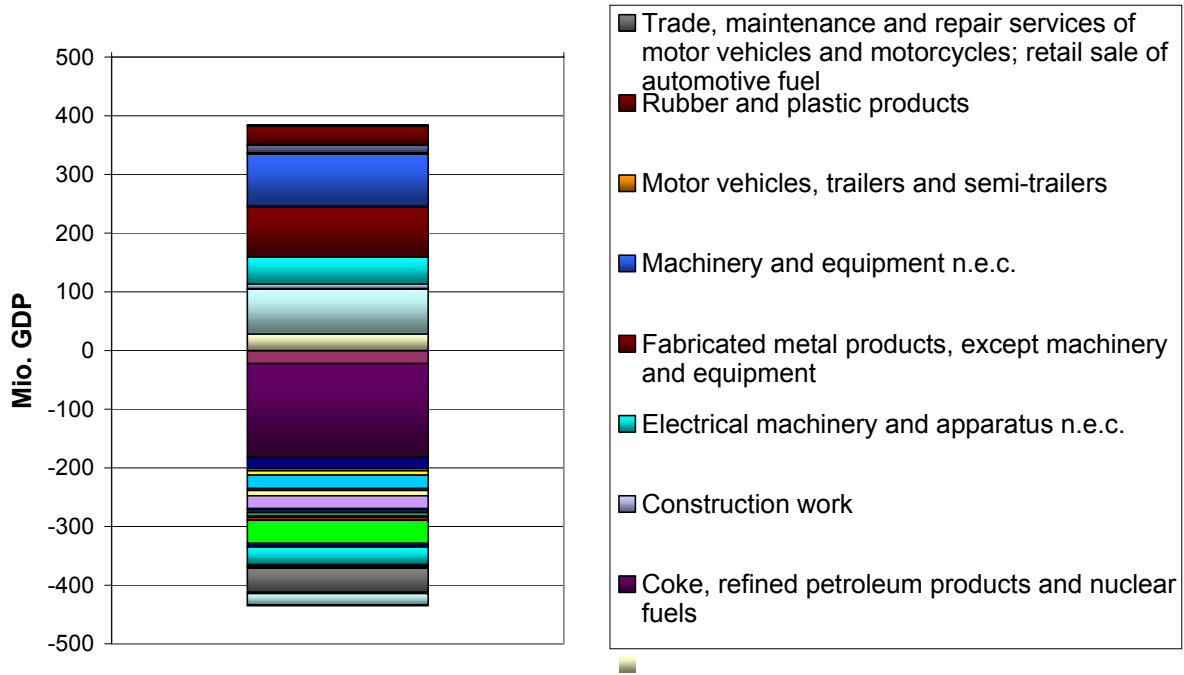 500
400
300
200
100
0
-100
-200
-300
-400
-500
Mio. GDP
Trade, maintenance and repair services of
motor vehicles and motorcycles; retail sale of
automotive fuel
Rubber and plastic products
Motor vehicles, trailers and semi-trailers
Machinery and equipment n.e.c.
Fabricated metal products, except machinery
and equipment
Electrical machinery and apparatus n.e.c.
Construction work
Coke, refined petroleum products and nuclear
fuels